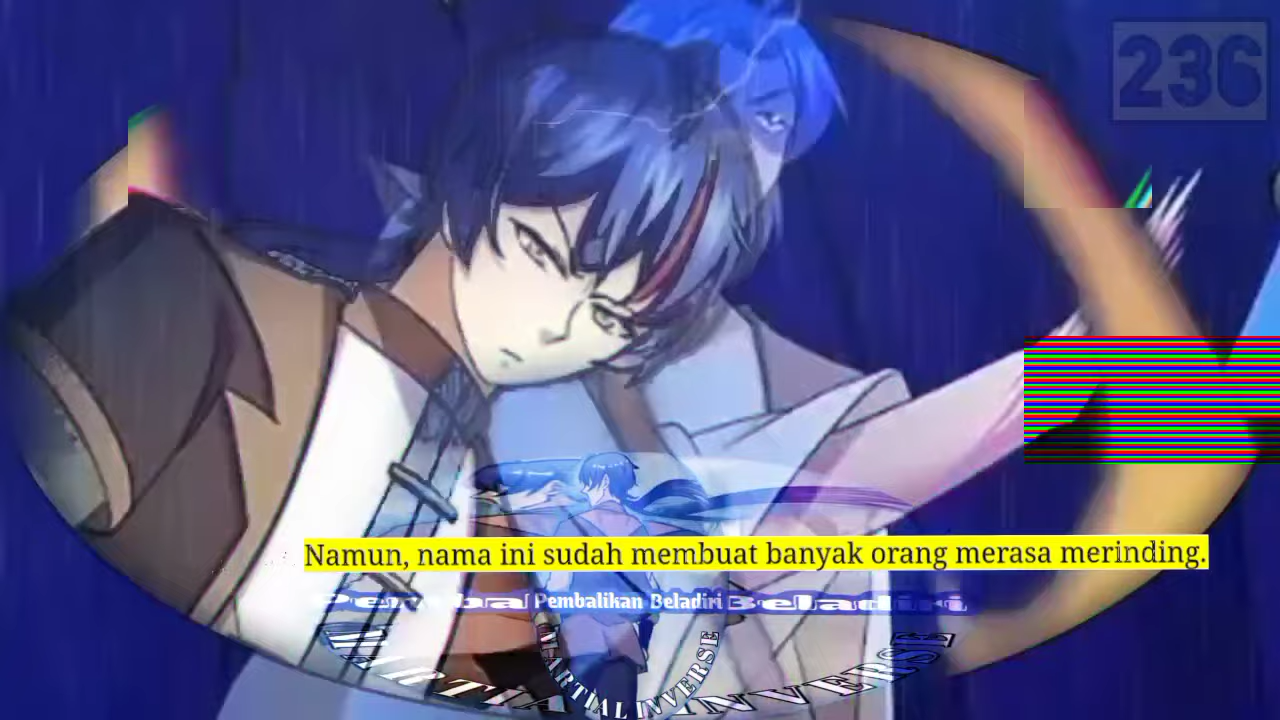 236
Namun, nama ini sudah membuat banyak orang merasa merinding.
Pembalikan Beladiri
MARTIAL INVERSE